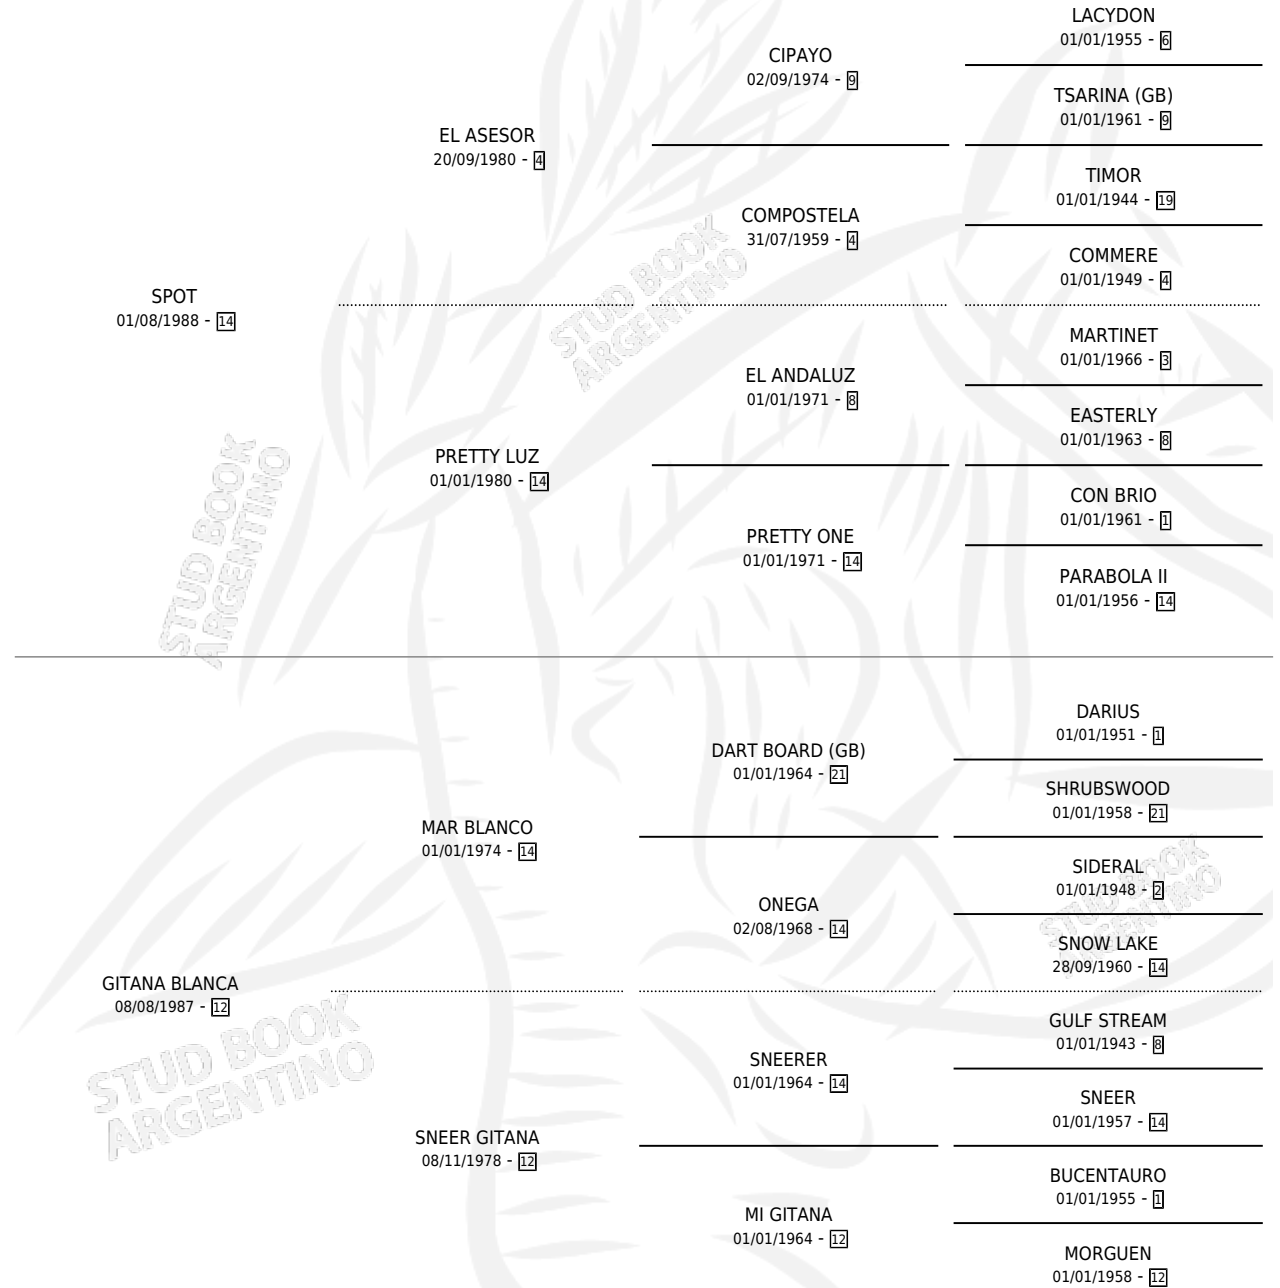 LACYDON
01/01/1955 - 6
CIPAYO
02/09/1974 - 9
TSARINA (GB)
01/01/1961 - 9
EL ASESOR
20/09/1980 - 4
TIMOR
01/01/1944 - 19
COMPOSTELA
31/07/1959 - 4
COMMERE
01/01/1949 - 4
SPOT
01/08/1988 - 14
MARTINET
01/01/1966 - 3
EL ANDALUZ
01/01/1971 - 8
EASTERLY
01/01/1963 - 8
PRETTY LUZ
01/01/1980 - 14
CON BRIO
01/01/1961 - 1
PRETTY ONE
01/01/1971 - 14
PARABOLA II
01/01/1956 - 14
STUD BOOK
ARGENTINO
STUD BOOK
ARGENTINO
DARIUS
01/01/1951 - 1
DART BOARD (GB)
01/01/1964 - 21
SHRUBSWOOD
01/01/1958 - 21
MAR BLANCO
01/01/1974 - 14
SIDERAL
01/01/1948 - 2
ONEGA
02/08/1968 - 14
SNOW LAKE
28/09/1960 - 14
GITANA BLANCA
08/08/1987 - 12
GULF STREAM
01/01/1943 - 8
SNEERER
01/01/1964 - 14
SNEER
01/01/1957 - 14
SNEER GITANA
08/11/1978 - 12
BUCENTAURO
01/01/1955 - 1
MI GITANA
01/01/1964 - 12
MORGUEN
01/01/1958 - 12
STUD BOOK
ARGENTINO
STUD BOOK
ARGENTINO